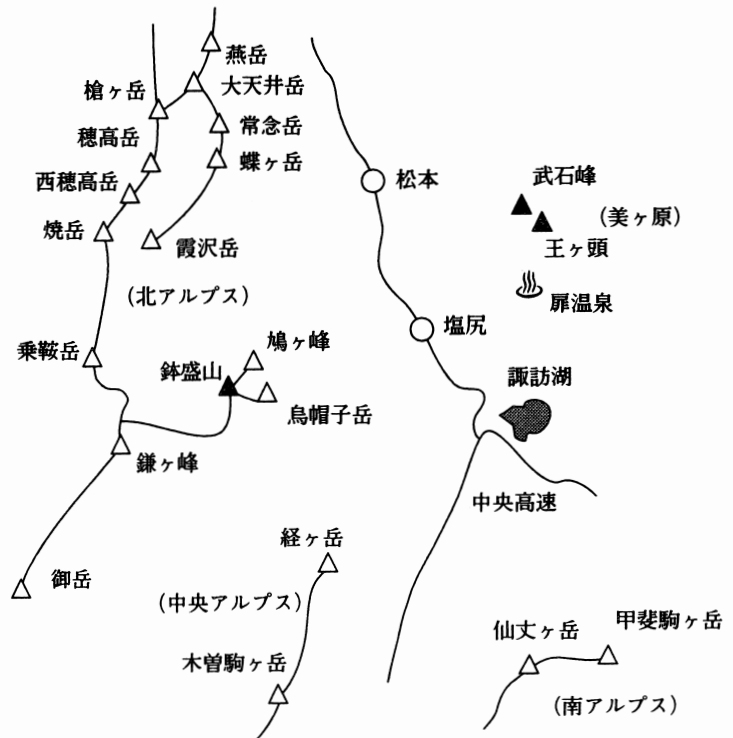 燕岳
大天井岳
槍ヶ岳
常念岳
穂高岳
蝶ヶ岳
西穂高岳
焼岳
霞沢岳
(北アルプス)
松本
武石峰
(美ヶ原)
王ヶ頭
扉温泉
塩尻
乗鞍岳
鉢盛山
鳩ヶ峰
烏帽子岳
諏訪湖
鎌ヶ峰
中央高速
御岳
経ヶ岳
(中央アルプス)
木曽駒ヶ岳
仙丈ヶ岳
甲斐駒ヶ岳
(南アルプス)